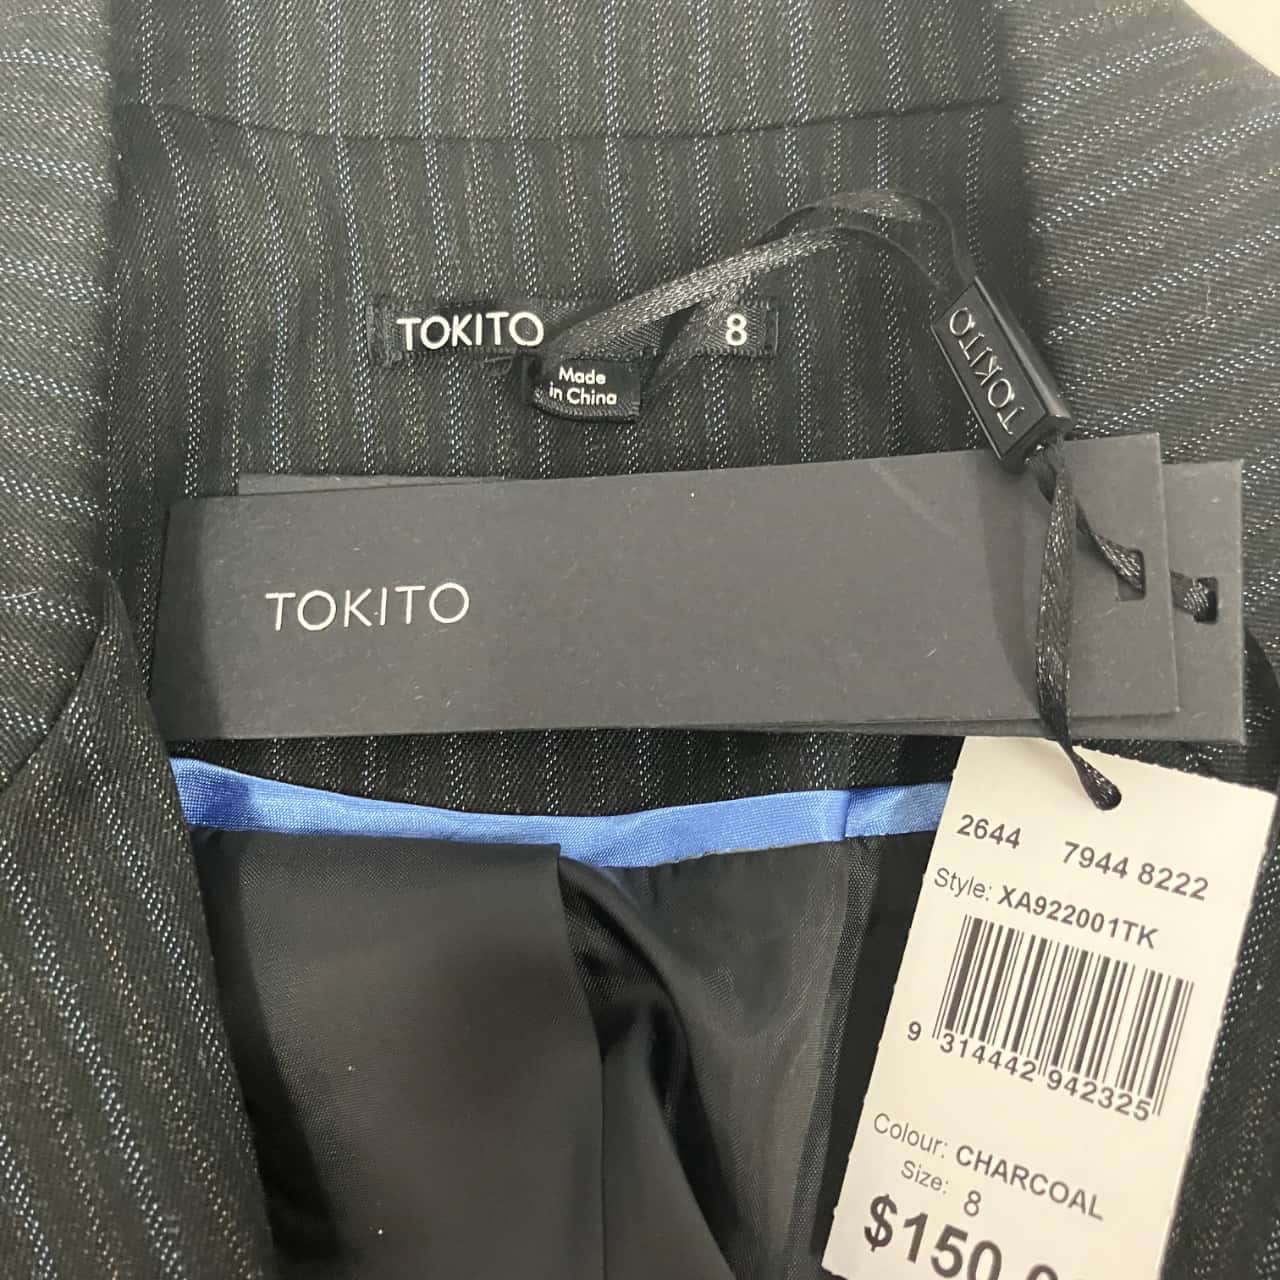 TOKITO 8
Made
in China
TOKITO
TOKITO
2644 7944 8222
Style: XA922001TK
9 314442 942325
Colour: CHARCOAL
Size: 8
$150.